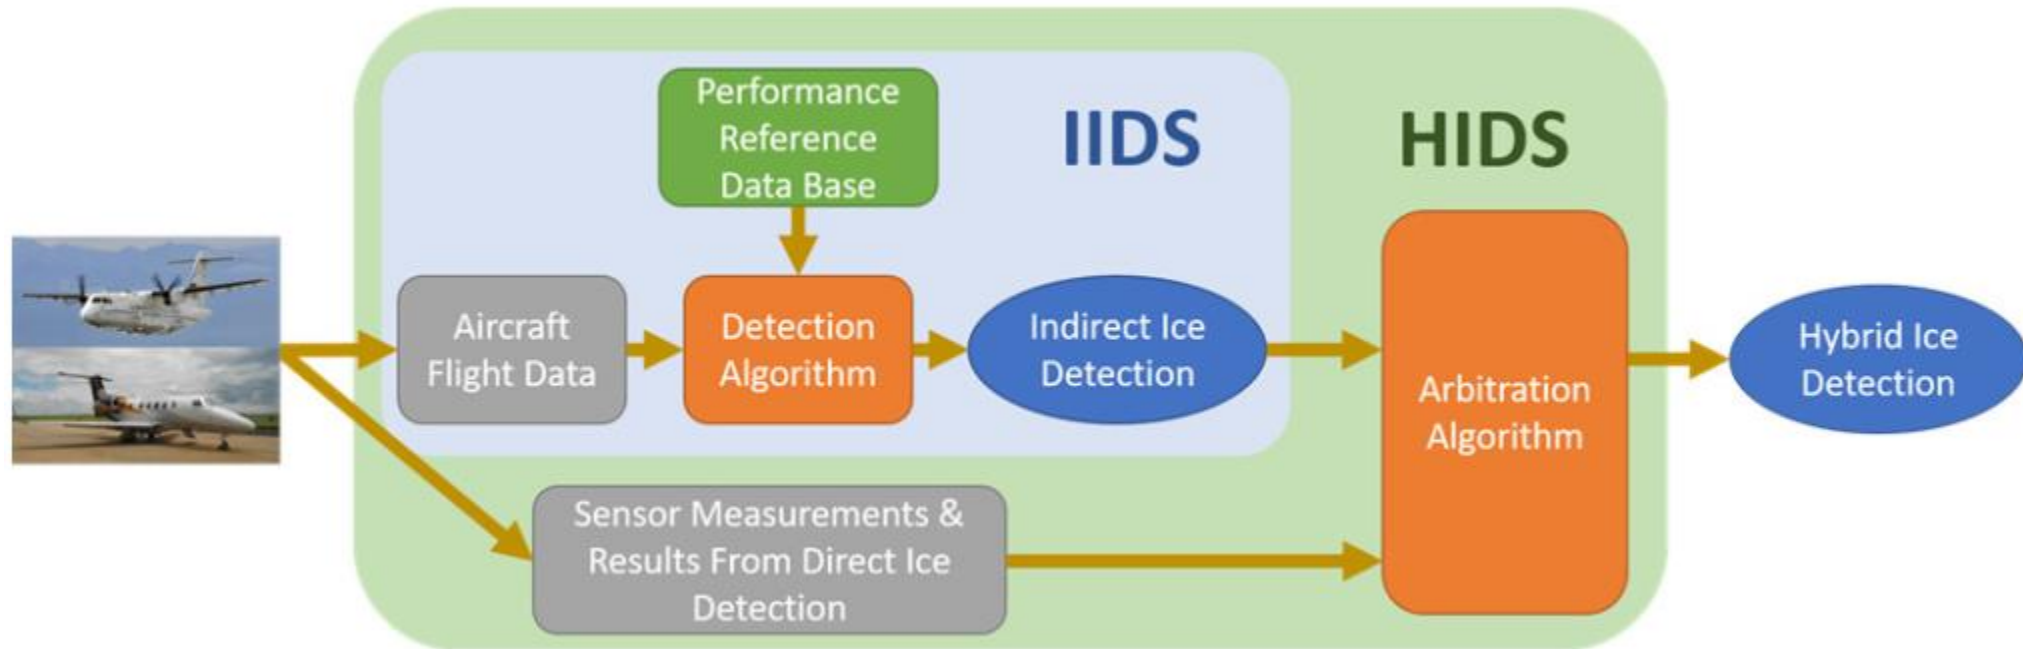 Performance
Reference
Data Base
IIDS
HIDS
Aircraft
Flight Data
Detection
Algorithm
Indirect Ice
Detection
Arbitration
Algorithm
Hybrid Ice
Detection
Sensor Measurements &
Results From Direct Ice
Detection